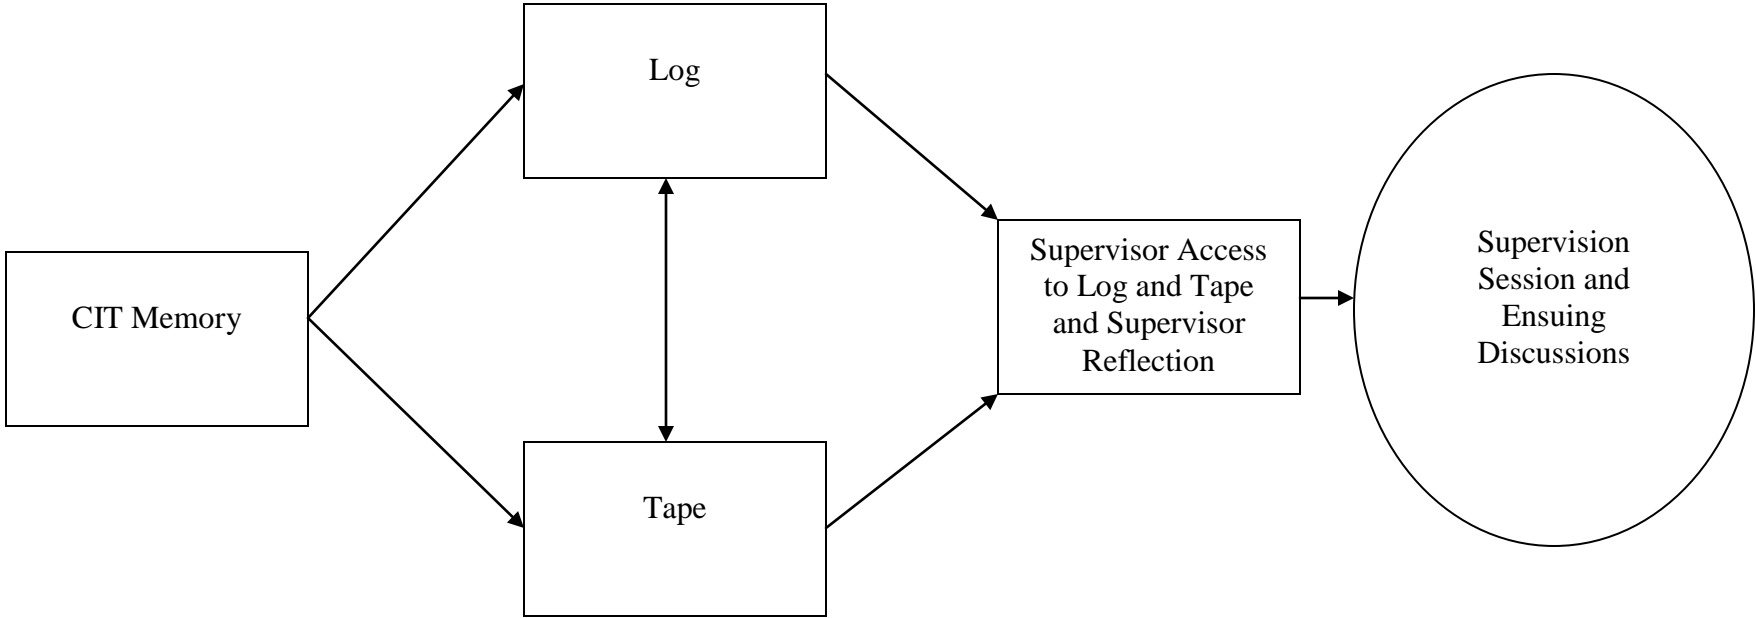 Log
CIT Memory
Tape
Supervisor Access
to Log and Tape
and Supervisor
Reflection
Supervision
Session and
Ensuing
Discussions